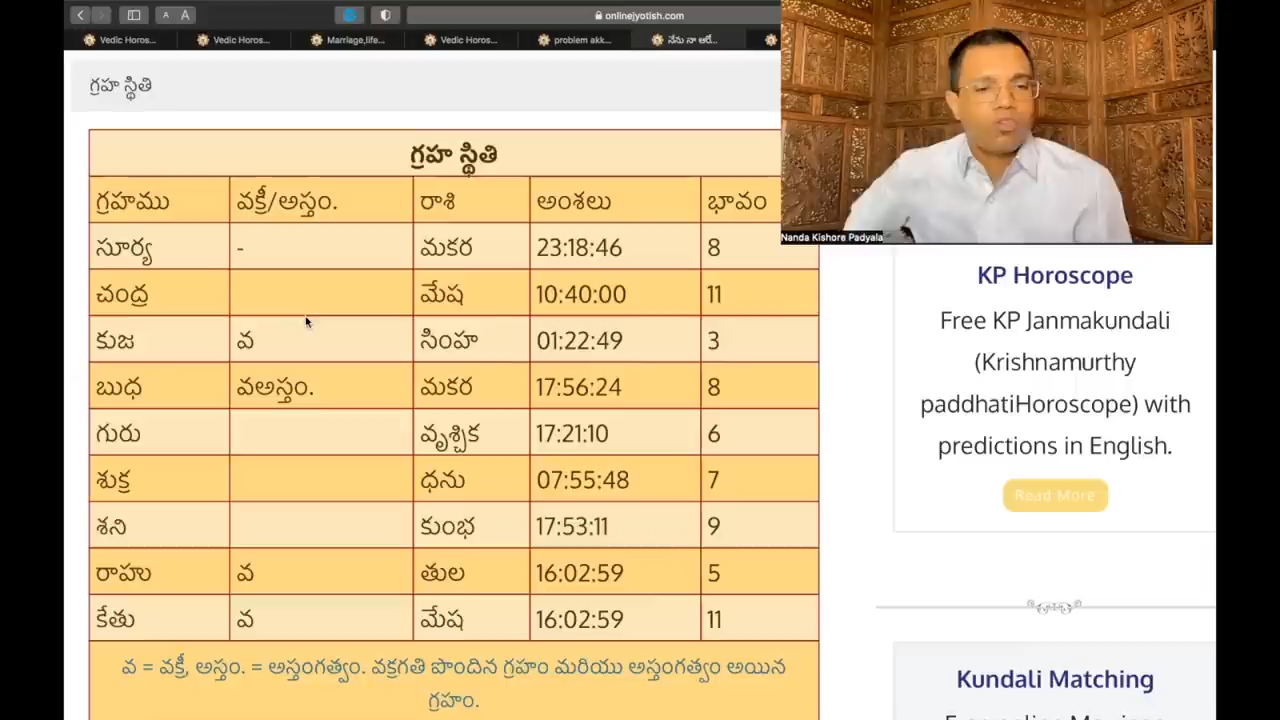 A A
onlinejyotish.com
Vedic Horos... Vedic Horos... Marriage,life... Vedic Horos... problem akk... నేను నా ఆరో...
గ్రహ స్థితి
గ్రహ స్థితి
గ్రహము వక్రీ/అస్తం. రాశి అంశలు భావం
సూర్య - మకర 23:18:46 8
చంద్ర మేష 10:40:00 11
కుజ వ సింహ 01:22:49 3
బుధ వఅస్తం. మకర 17:56:24 8
గురు వృశ్చిక 17:21:10 6
శుక్ర ధను 07:55:48 7
శని కుంభ 17:53:11 9
రాహు వ తుల 16:02:59 5
కేతు వ మేష 16:02:59 11
వ = వక్రీ, అస్తం. = అస్తంగత్వం. వక్రగతి పొందిన గ్రహం మరియు అస్తంగత్వం అయిన
గ్రహం.
Nanda Kishore Padyala
KP Horoscope
Free KP Janmakundali
(Krishnamurthy
paddhatiHoroscope) with
predictions in English.
Read More
Kundali Matching